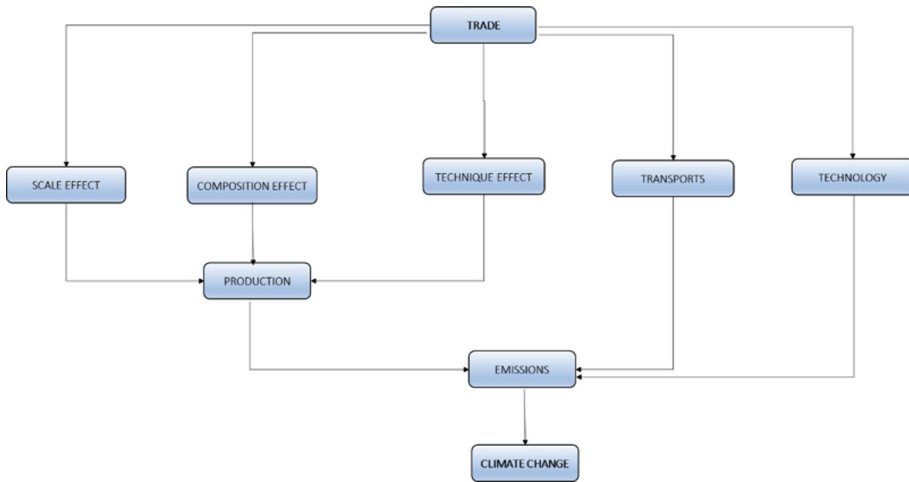 TRADE
SCALE EFFECT
COMPOSITION EFFECT
TECHNIQUE EFFECT
TRANSPORTS
TECHNOLOGY
PRODUCTION
EMISSIONS
CLIMATE CHANGE